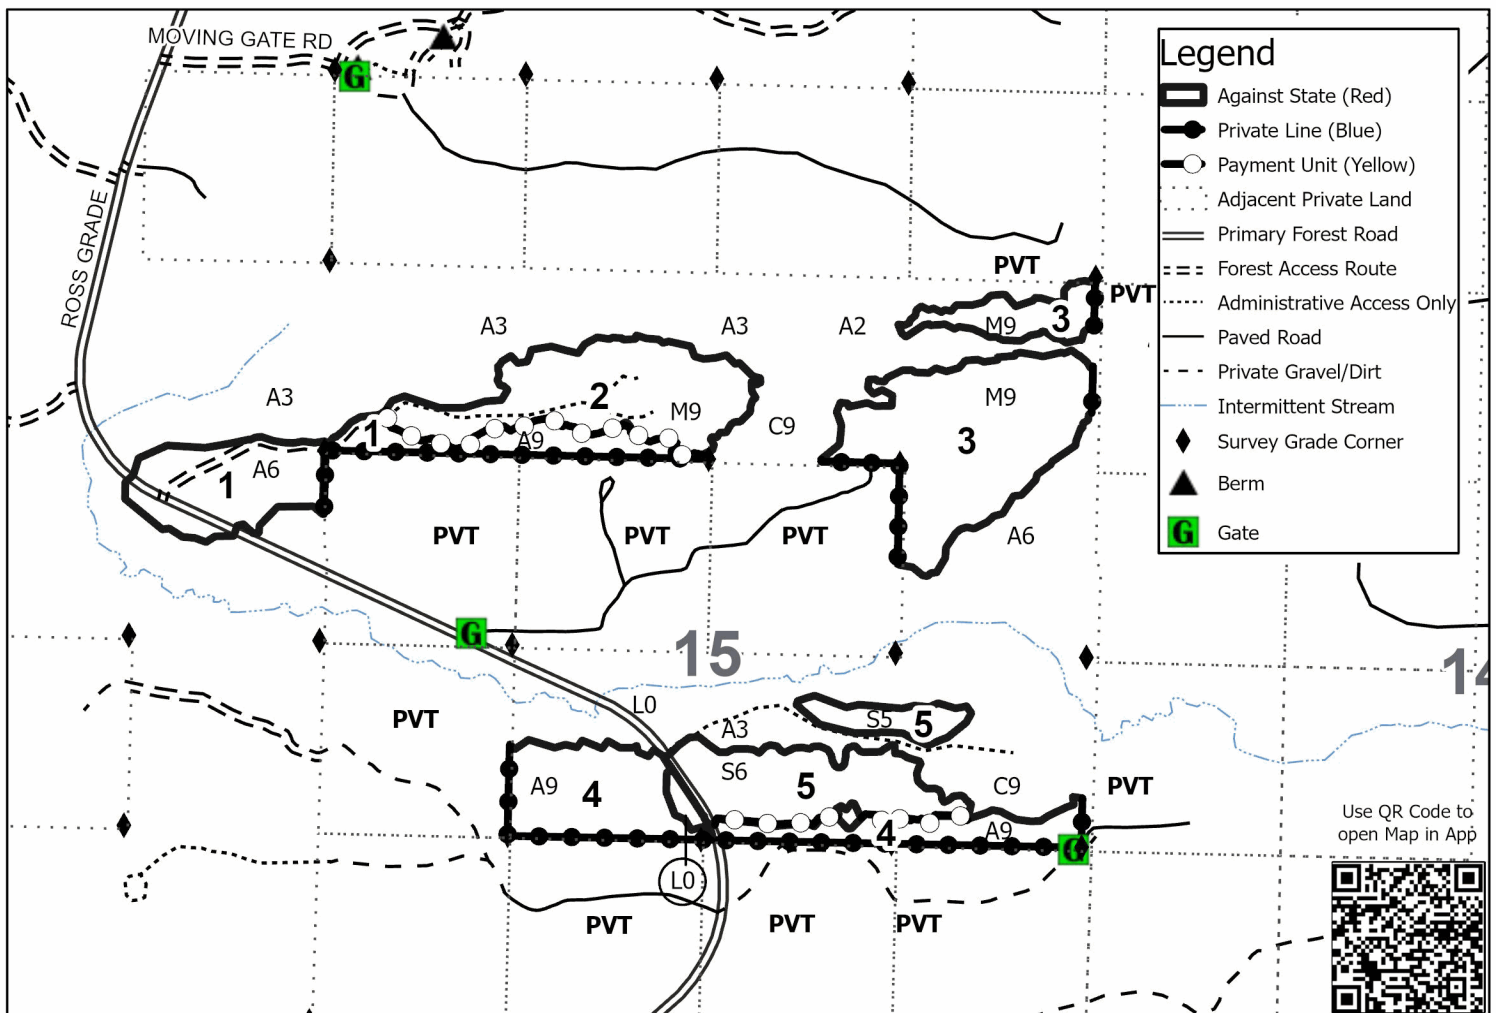 MOVING GATE RD
G
Legend
Against State (Red)
Private Line (Blue)
Payment Unit (Yellow)
Adjacent Private Land
Primary Forest Road
Forest Access Route
Administrative Access Only
Paved Road
Private Gravel/Dirt
Intermittent Stream
Survey Grade Corner
Berm
G Gate
ROSS GRADE
PVT
PVT
A3
A3
A2
M9
3
A3
2
M9
M9
1
A9
C9
3
1
A6
PVT
PVT
PVT
A6
G
15
14
L0
PVT
A3
S5
5
S6
A9
4
5
C9
PVT
4
A9
G
L0
PVT
PVT
PVT
Use QR Code to
open Map in App